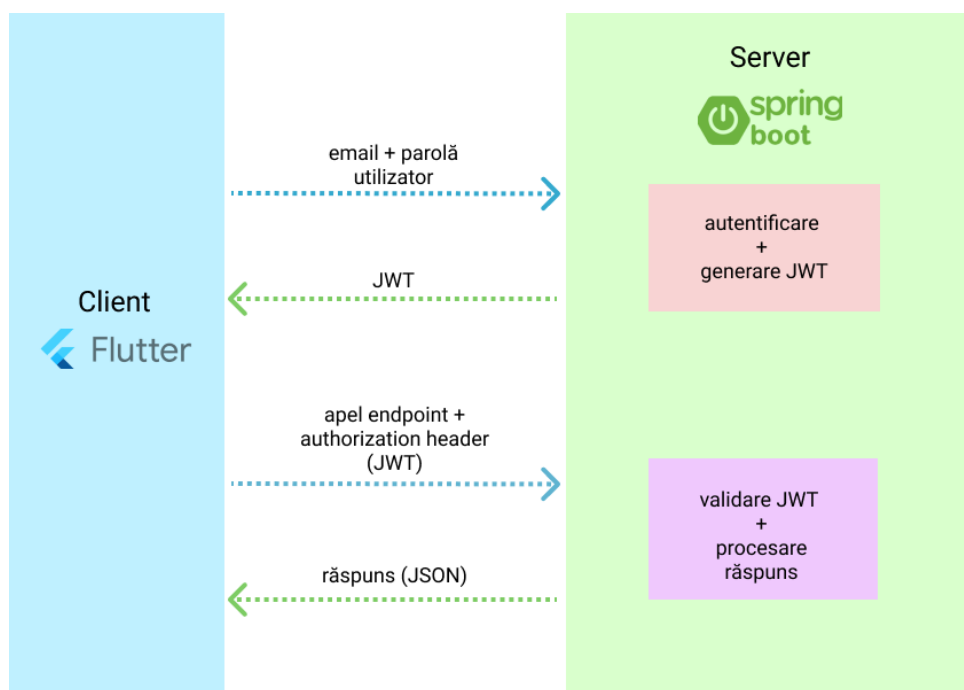 Server
spring
boot
email + parolă
utilizator
autentificare
+
generare JWT
JWT
Client
Flutter
apel endpoint +
authorization header
(JWT)
validare JWT
+
procesare
răspuns
răspuns (JSON)